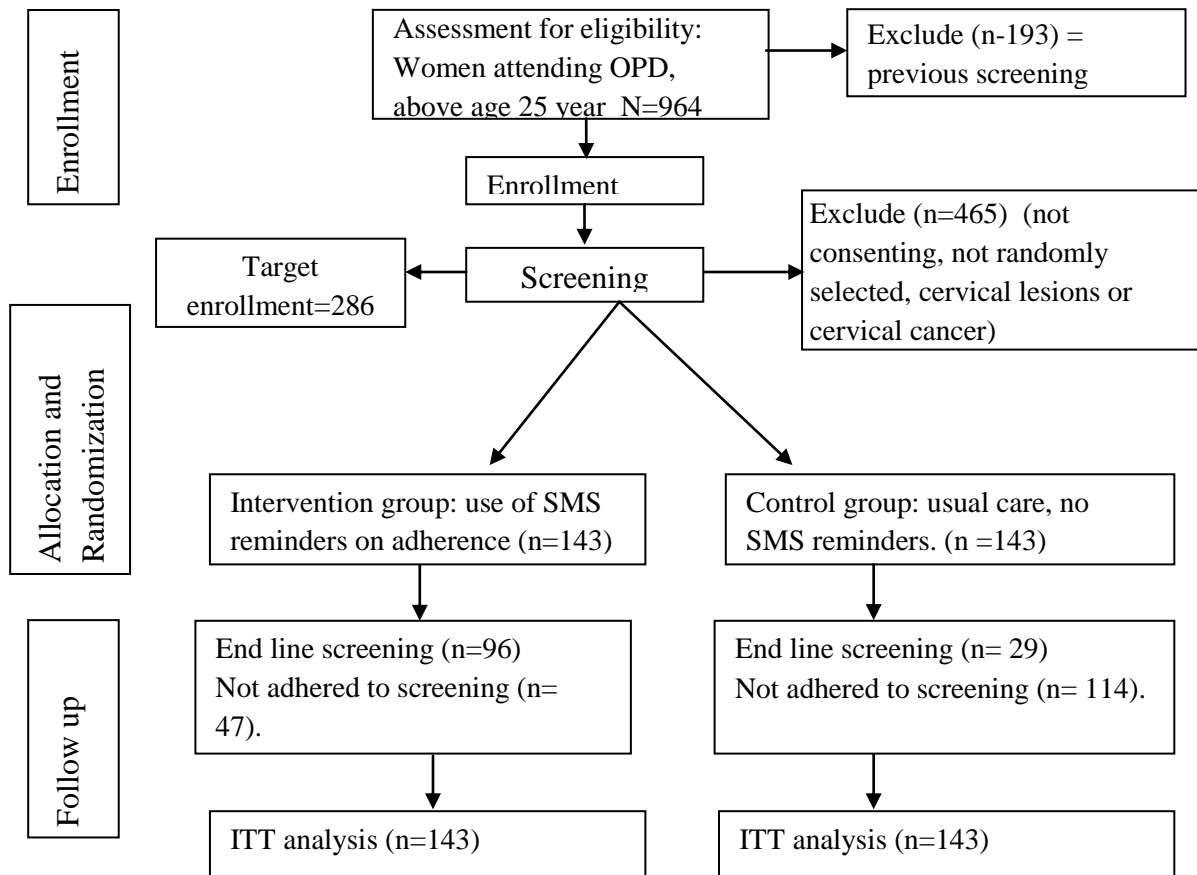 Enrollment
Assessment for eligibility:
Women attending OPD,
above age 25 year N=964
Exclude (n-193) =
previous screening
Enrollment
Target
enrollment=286
Screening
Exclude (n=465) (not
consenting, not randomly
selected, cervical lesions or
cervical cancer)
Allocation and
Randomization
Intervention group: use of SMS
reminders on adherence (n=143)
Control group: usual care, no
SMS reminders. (n =143)
Follow up
End line screening (n=96)
Not adhered to screening (n=
47).
End line screening (n= 29)
Not adhered to screening (n= 114).
ITT analysis (n=143)
ITT analysis (n=143)